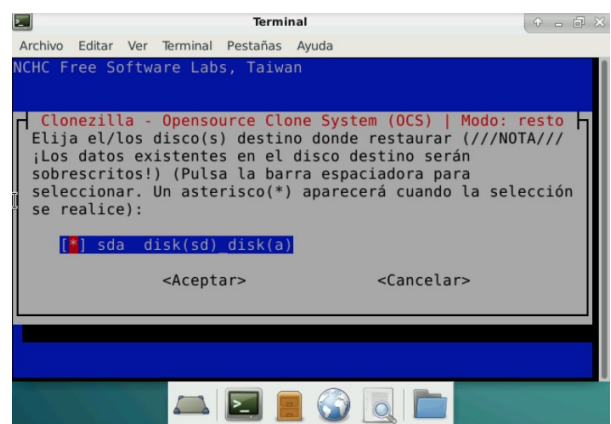 Terminal
Archivo Editar Ver Terminal Pestañas Ayuda
NCHC Free Software Labs, Taiwan
Clonezilla - Opensource Clone System (OCS) | Modo: resto
Elija el/los disco(s) destino donde restaurar (///NOTA///
¡Los datos existentes en el disco destino serán
sobrescritos!) (Pulsa la barra espaciadora para
seleccionar. Un asterisco(*) aparecerá cuando la selección
se realice):
[*] sda disk(sd)_disk(a)
<Aceptar> <Cancelar>